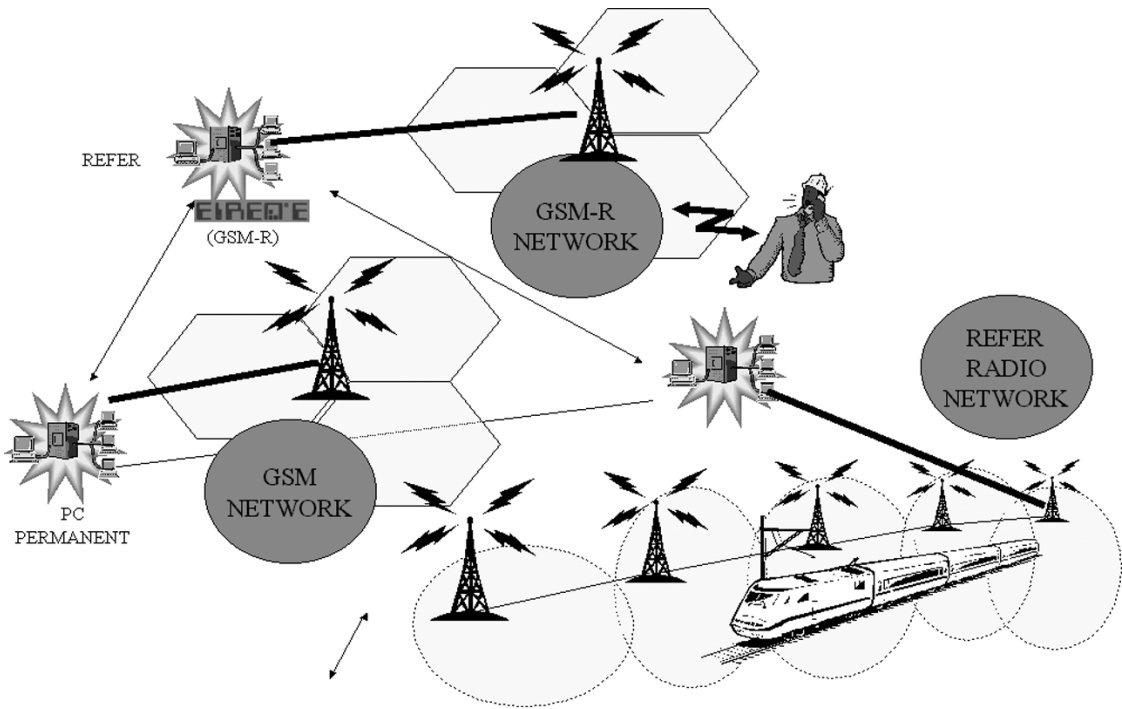 REFER
(GSM-R)
GSM-R
NETWORK
REFER
RADIO
NETWORK
GSM
NETWORK
PC
PERMANENT